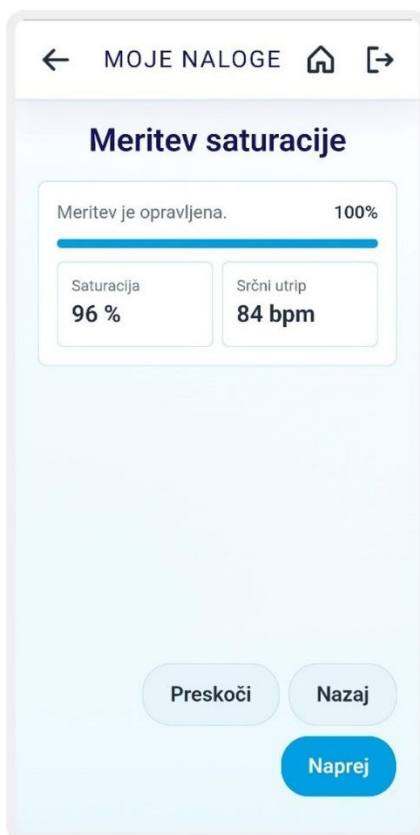 MOJE NALOGE
Meritev saturacije
Meritev je opravljena. 100%
Saturacija
96 %
Srčni utrip
84 bpm
Preskoči
Nazaj
Naprej